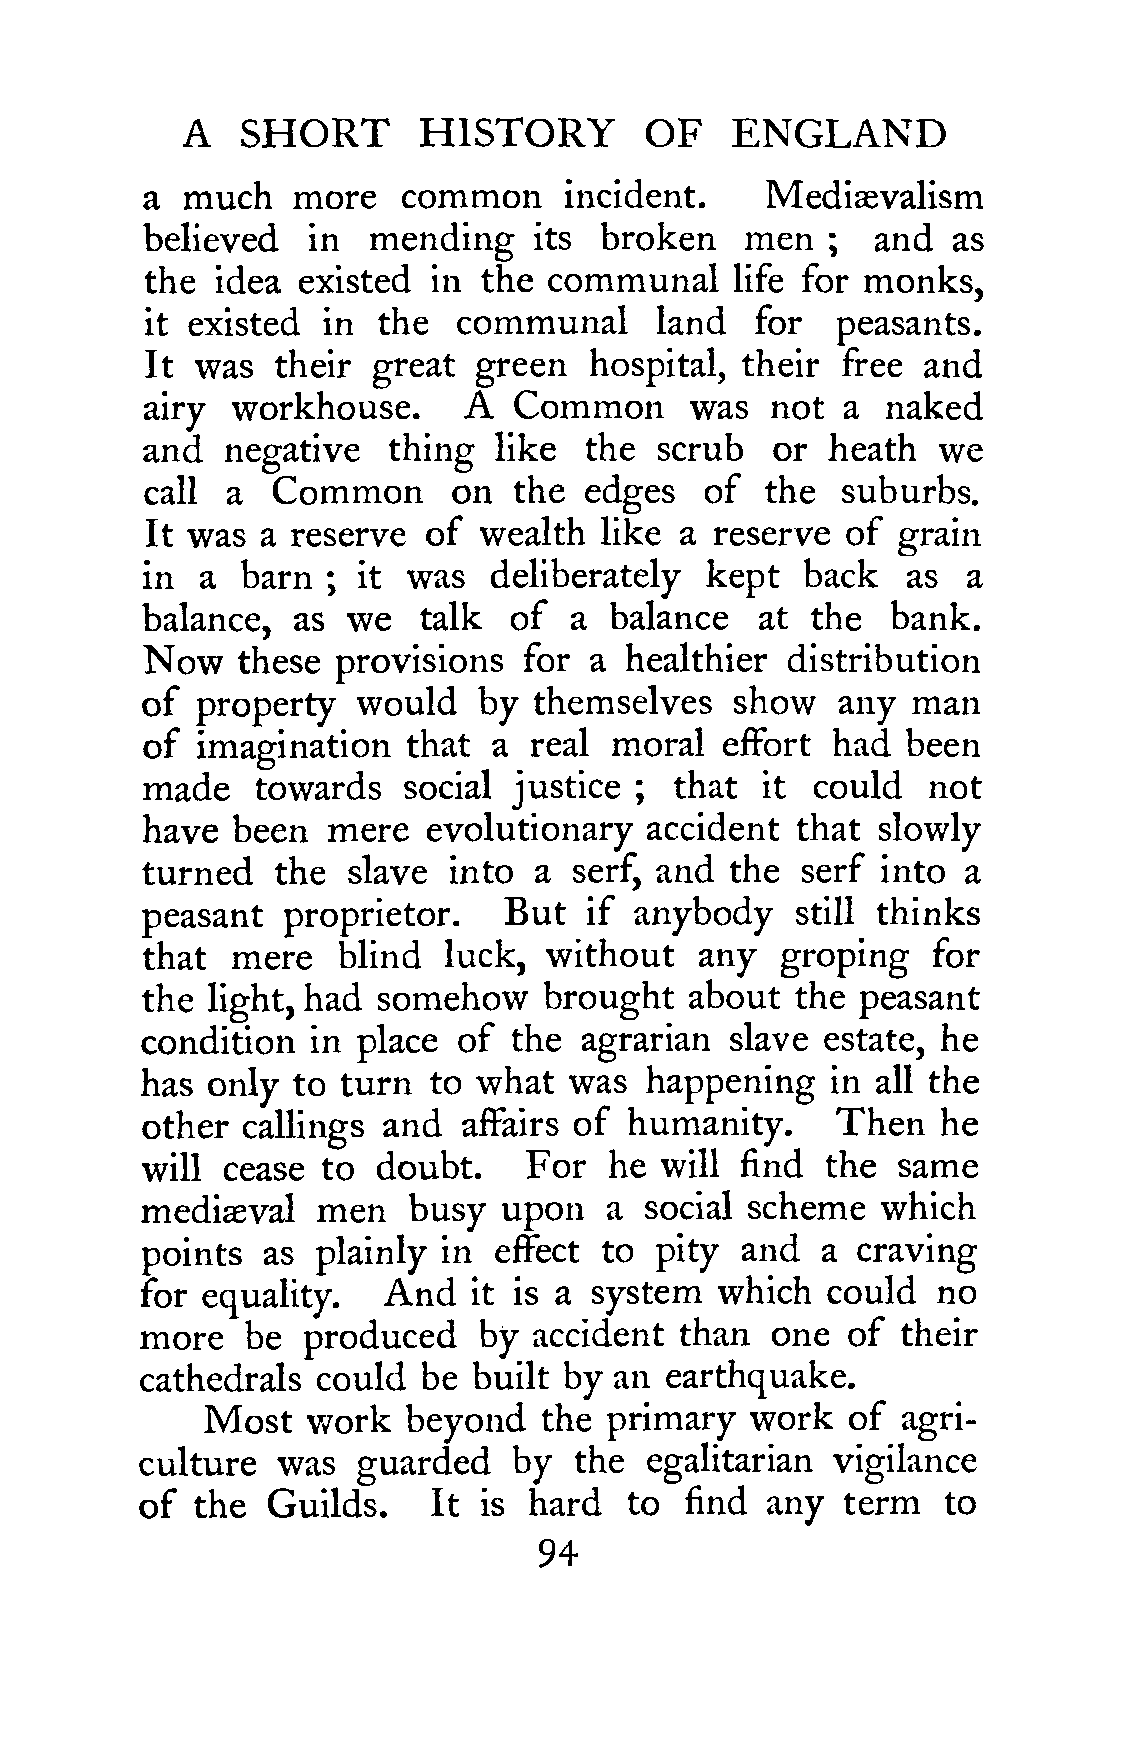 A SHORT HISTORY OF ENGLAND
a much more common incident. Mediævalism
believed in mending its broken men ; and as
the idea existed in the communal life for monks,
it existed in the communal land for peasants.
It was their great green hospital, their free and
airy workhouse. A Common was not a naked
and negative thing like the scrub or heath we
call a Common on the edges of the suburbs.
It was a reserve of wealth like a reserve of grain
in a barn ; it was deliberately kept back as a
balance, as we talk of a balance at the bank.
Now these provisions for a healthier distribution
of property would by themselves show any man
of imagination that a real moral effort had been
made towards social justice ; that it could not
have been mere evolutionary accident that slowly
turned the slave into a serf, and the serf into a
peasant proprietor. But if anybody still thinks
that mere blind luck, without any groping for
the light, had somehow brought about the peasant
condition in place of the agrarian slave estate, he
has only to turn to what was happening in all the
other callings and affairs of humanity. Then he
will cease to doubt. For he will find the same
mediæval men busy upon a social scheme which
points as plainly in effect to pity and a craving
for equality. And it is a system which could no
more be produced by accident than one of their
cathedrals could be built by an earthquake.
Most work beyond the primary work of agri-
culture was guarded by the egalitarian vigilance
of the Guilds. It is hard to find any term to
94